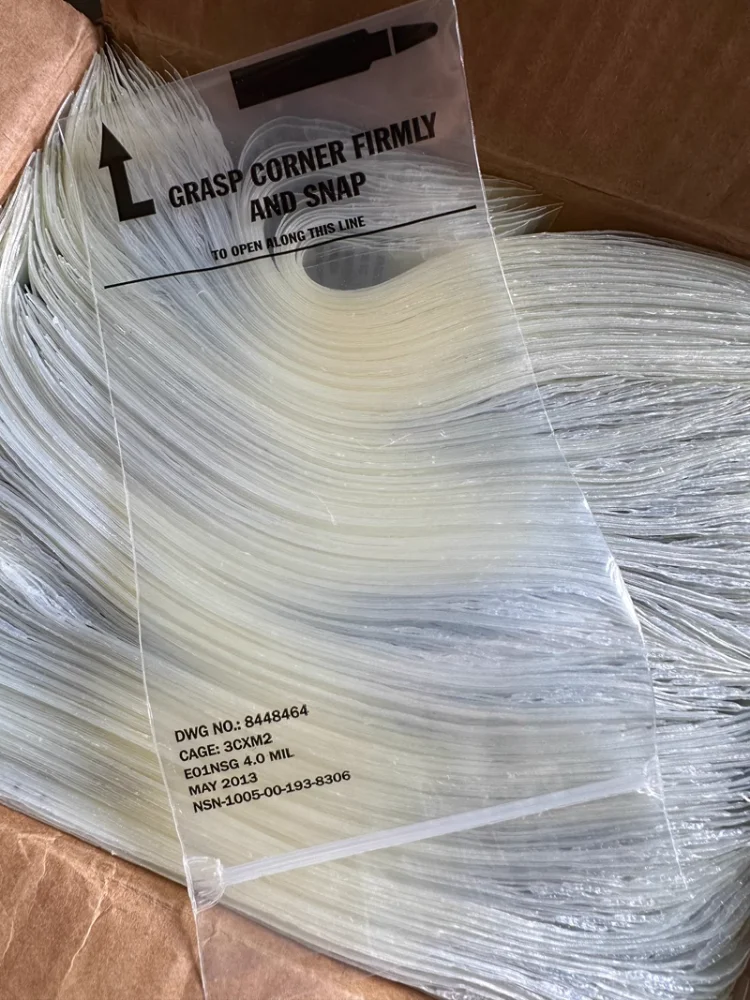 GRASP CORNER FIRMLY
AND SNAP
TO OPEN ALONG THIS LINE
DWG NO.: 8448464
CAGE: 3CXM2
E01NSG 4.0 MIL
MAY 2013
NSN-1005-00-193-8306